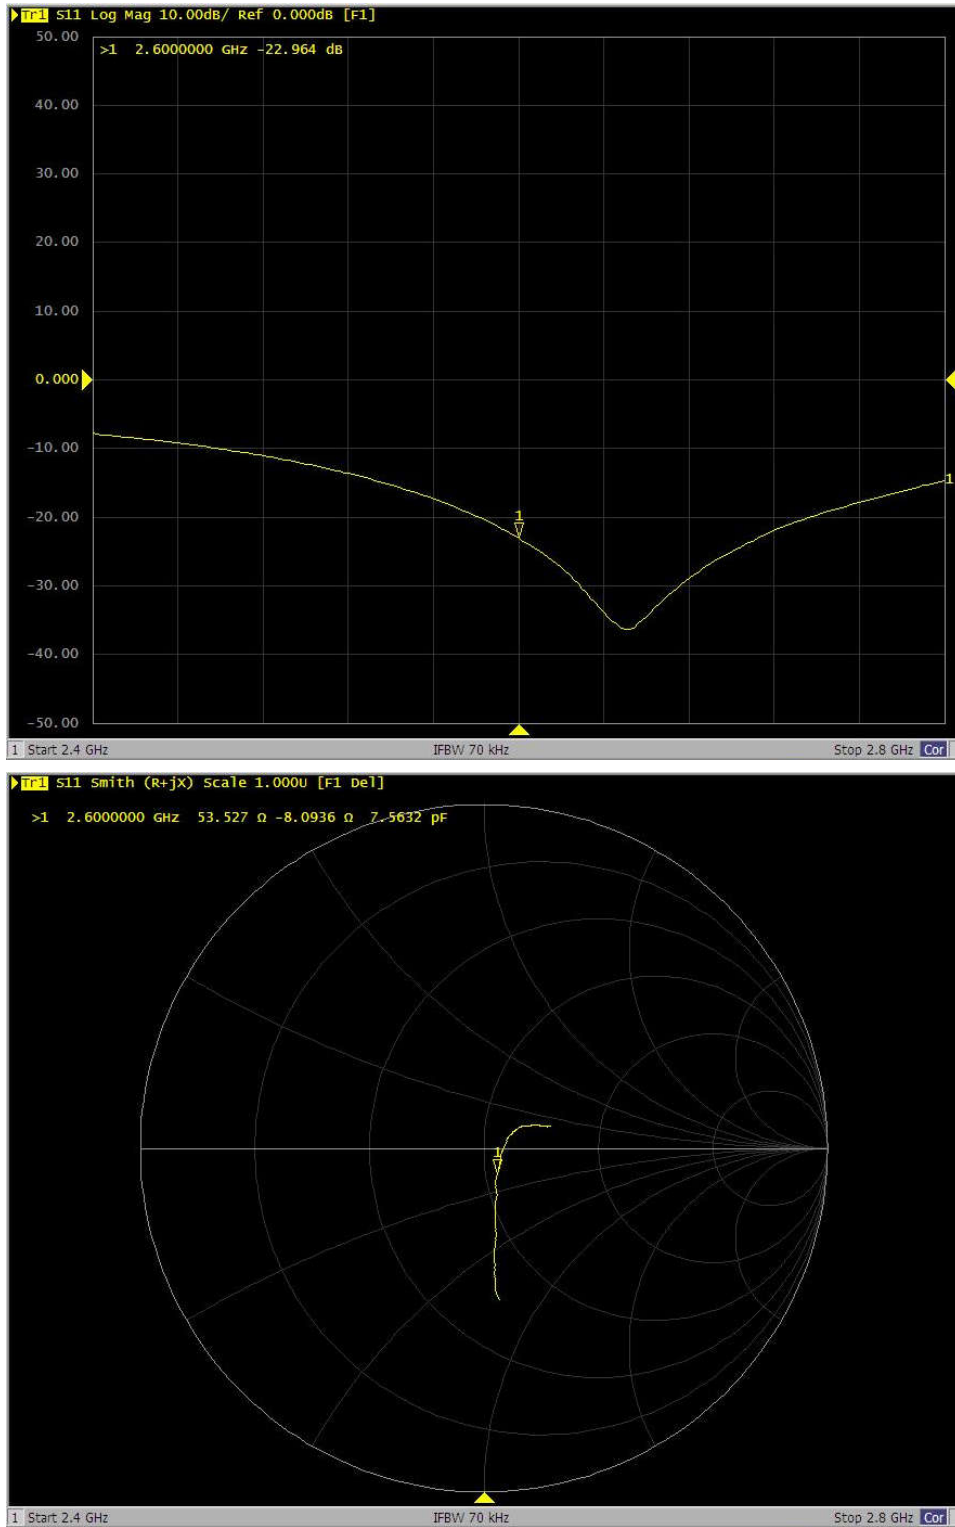 Tr1 S11 Log Mag 10.00dB/ Ref 0.000dB [F1]
50.00
>1 2.6000000 GHz -22.964 dB
40.00
30.00
20.00
10.00
0.000
-10.00
1
-20.00
1
-30.00
-40.00
-50.00
1 Start 2.4 GHz IFBW 70 kHz Stop 2.8 GHz Cor
Tr1 S11 Smith (R+jX) Scale 1.000U [F1 Del]
>1 2.6000000 GHz 53.527 Ω -8.0936 Ω 7.5632 pF
1
1 Start 2.4 GHz IFBW 70 kHz Stop 2.8 GHz Cor